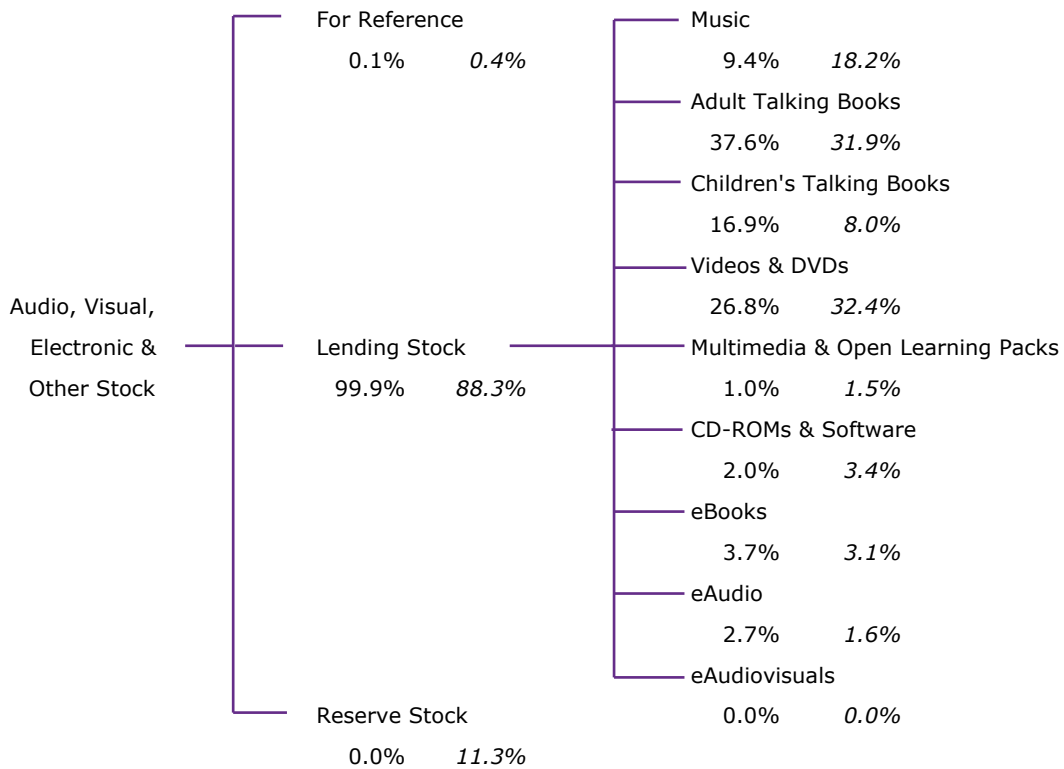 Audio, Visual,
Electronic &
Other Stock
For Reference
0.1% 0.4%
Lending Stock
99.9% 88.3%
Reserve Stock
0.0% 11.3%
Music
9.4% 18.2%
Adult Talking Books
37.6% 31.9%
Children's Talking Books
16.9% 8.0%
Videos & DVDs
26.8% 32.4%
Multimedia & Open Learning Packs
1.0% 1.5%
CD-ROMs & Software
2.0% 3.4%
eBooks
3.7% 3.1%
eAudio
2.7% 1.6%
eAudiovisuals
0.0% 0.0%